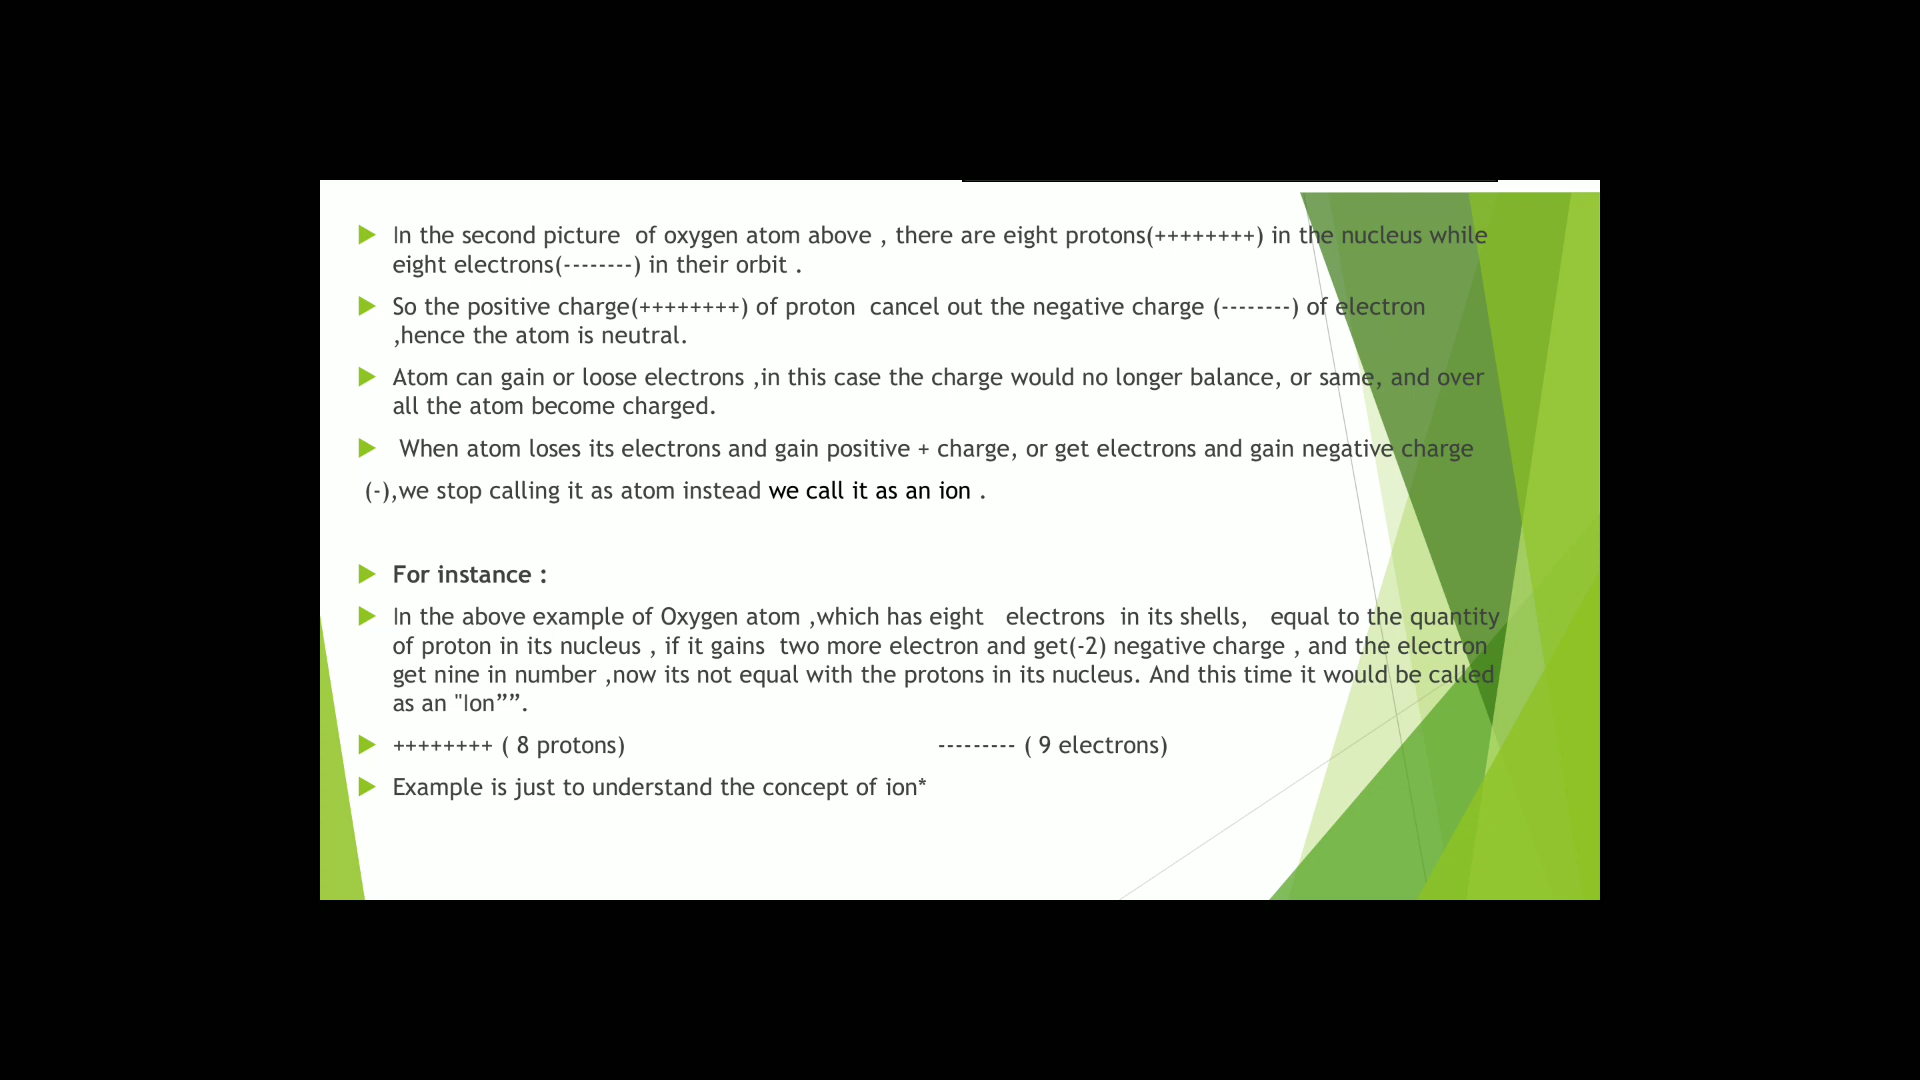 In the second picture  of oxygen atom above , there are eight protons(++++++++) in the nucleus while
eight electrons(--------) in their orbit .
So the positive charge(++++++++) of proton  cancel out the negative charge (--------) of electron
,hence the atom is neutral.
Atom can gain or loose electrons ,in this case the charge would no longer balance, or same, and over
all the atom become charged.
When atom loses its electrons and gain positive + charge, or get electrons and gain negative charge
(-),we stop calling it as atom instead we call it as an ion .
For instance :
In the above example of Oxygen atom ,which has eight   electrons  in its shells,   equal to the quantity
of proton in its nucleus , if it gains  two more electron and get(-2) negative charge , and the electron
get nine in number ,now its not equal with the protons in its nucleus. And this time it would be called
as an "Ion””.
++++++++ ( 8 protons)                    --------- ( 9 electrons)
Example is just to understand the concept of ion*